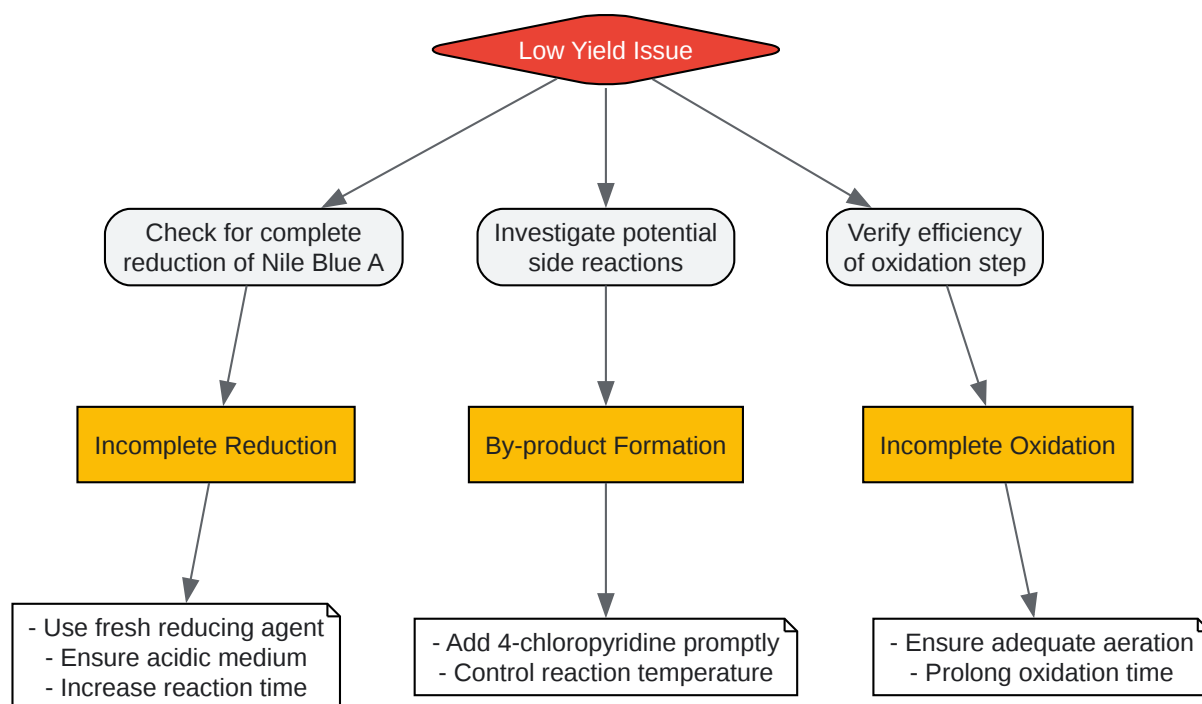 Low Yield Issue
Check for complete
reduction of Nile Blue A
Investigate potential
side reactions
Verify efficiency
of oxidation step
Incomplete Reduction
By-product Formation
Incomplete Oxidation
- Use fresh reducing agent
- Ensure acidic medium
- Increase reaction time
- Add 4-chloropyridine promptly
- Control reaction temperature
- Ensure adequate aeration
- Prolong oxidation time